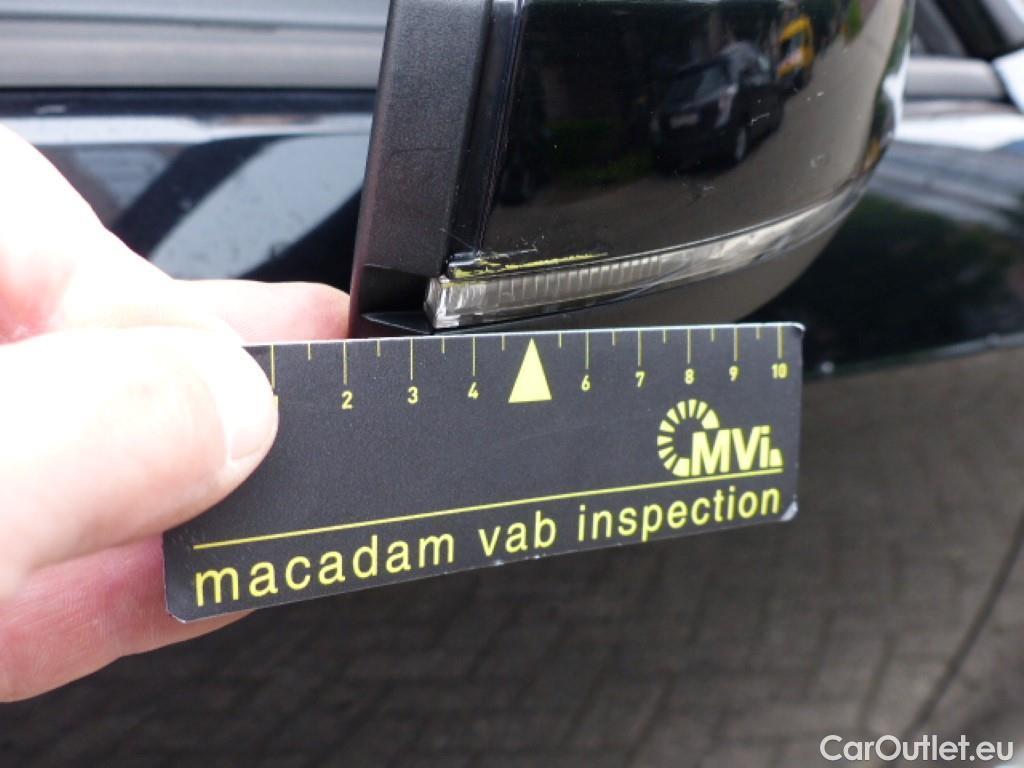 2 3 4 6 7 8 9 10
MVi
macadam vab inspection
CarOutlet.eu